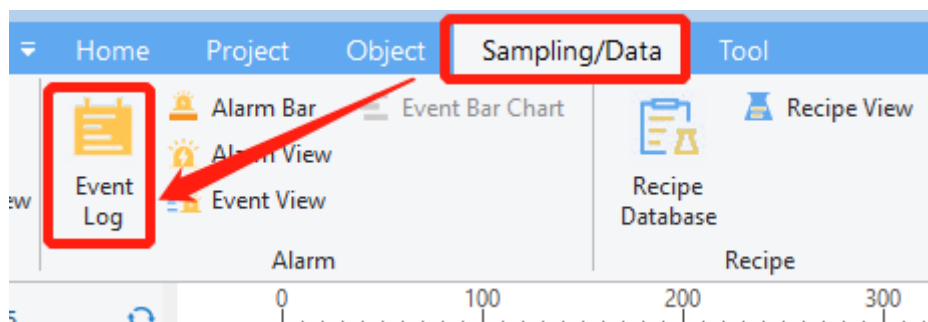 Home Project Object Sampling/Data Tool
Event
Log
Alarm Bar
Alarm View
Event View
Event Bar Chart
Alarm
Recipe
Database
Recipe View
Recipe
0 100 200 300